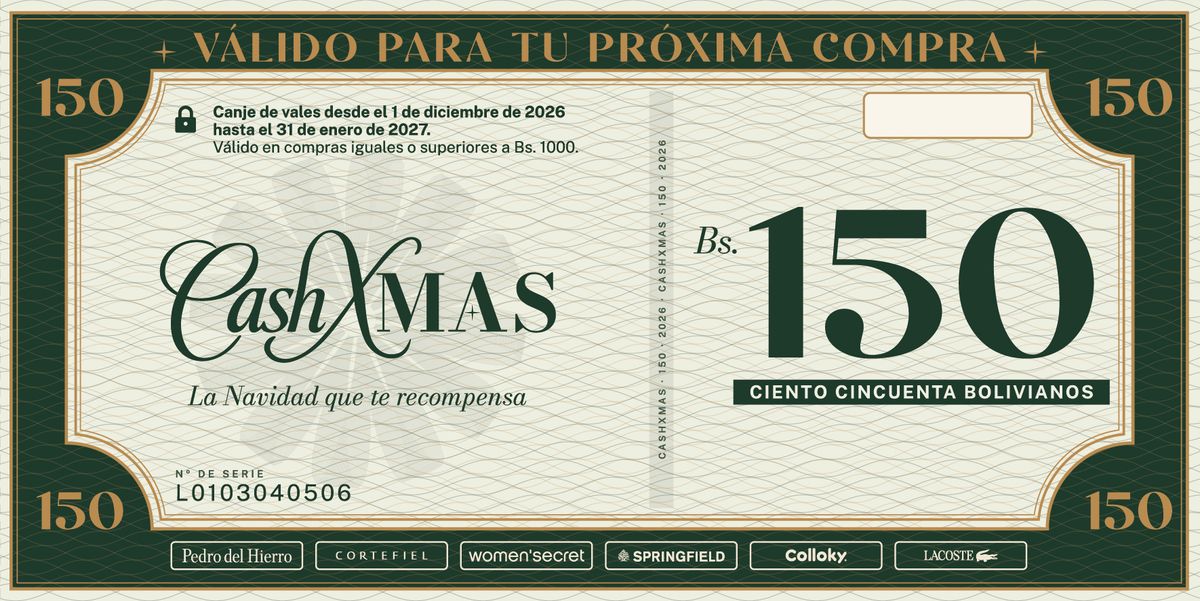 VÁLIDO PARA TU PRÓXIMA COMPRA
150
150
Canje de vales desde el 1 de diciembre de 2026
hasta el 31 de enero de 2027.
Válido en compras iguales o superiores a Bs. 1000.
CashXMAS
La Navidad que te recompensa
Nº DE SERIE
L0103040506
CASHXMAS · 150 · 2026 · CASHXMAS · 150 · 2026
Bs. 150
CIENTO CINCUENTA BOLIVIANOS
150
150
Pedro del Hierro
CORTEFIEL
women'secret
SPRINGFIELD
Colloky
LACOSTE